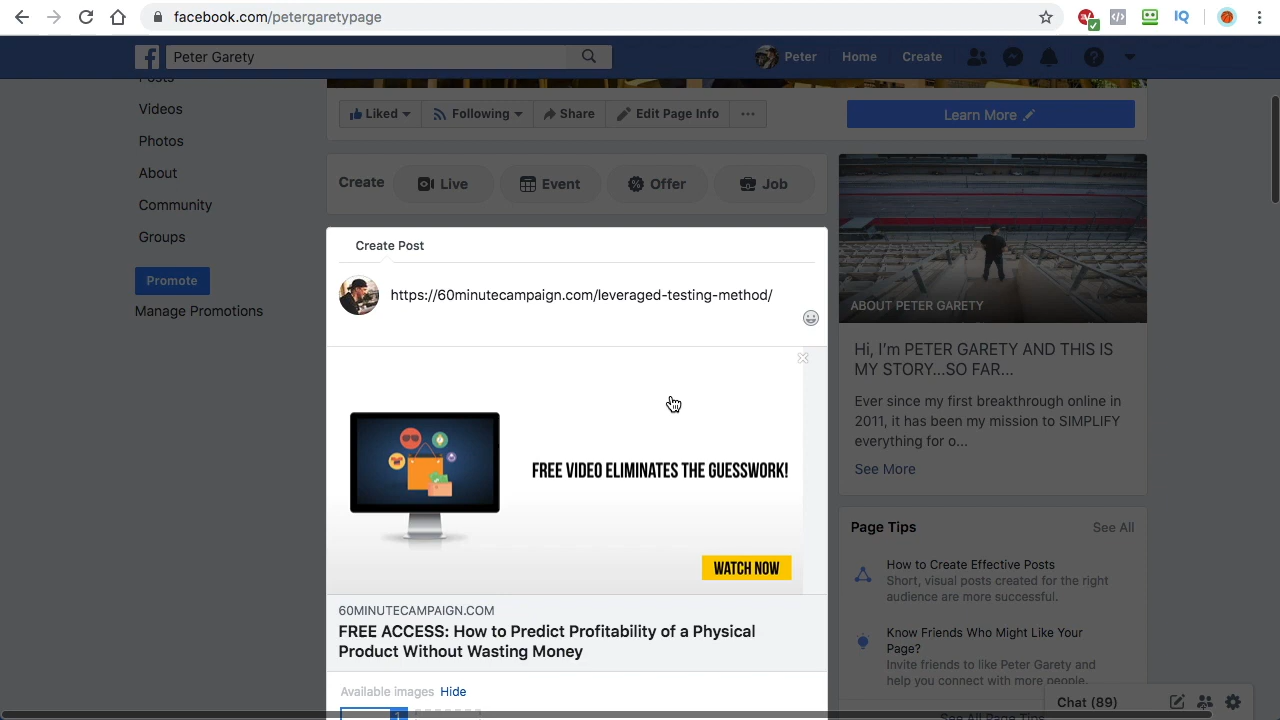 facebook.com/petergaretypage
IQ
Peter Garety
Peter
Home
Create
Posts
Videos
Photos
About
Community
Groups
Promote
Manage Promotions
Liked
Following
Share
Edit Page Info
Learn More
Create
Live
Event
Offer
Job
Create Post
https://60minutecampaign.com/leveraged-testing-method/
FREE VIDEO ELIMINATES THE GUESSWORK!
WATCH NOW
60MINUTECAMPAIGN.COM
FREE ACCESS: How to Predict Profitability of a Physical
Product Without Wasting Money
Available images Hide
1
ABOUT PETER GARETY
Hi, I'm PETER GARETY AND THIS IS
MY STORY...SO FAR...
Ever since my first breakthrough online in
2011, it has been my mission to SIMPLIFY
everything for o...
See More
Page Tips
See All
How to Create Effective Posts
Short, visual posts created for the right
audience are more successful.
Know Friends Who Might Like Your
Page?
Invite friends to like Peter Garety and
help you connect with more people.
See All Page Tips
Chat (89)